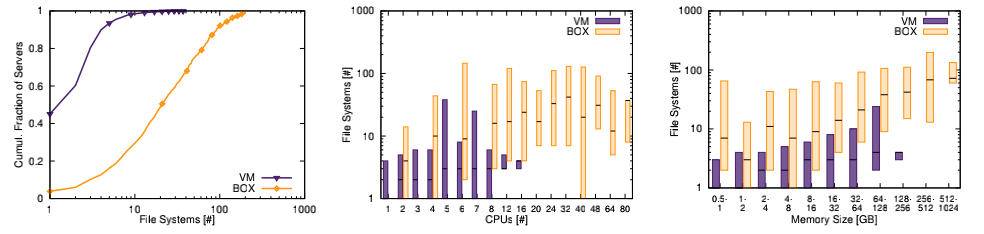 1
0.8
0.6
0.4
0.2
0
1 10 100 1000
Cumul. Fraction of Servers
File Systems [#]
VM
BOX
1000
100
10
1
1 2 3 4 5 6 7 8 12 16 20 24 32 40 48 64 80
File Systems [#]
CPUs [#]
VM
BOX
1000
100
10
1
0.5- 1- 2- 4- 8- 16- 32- 64- 128- 256- 512-
1 2 4 8 16 32 64 128 256 512 1024
File Systems [#]
Memory Size [GB]
VM
BOX